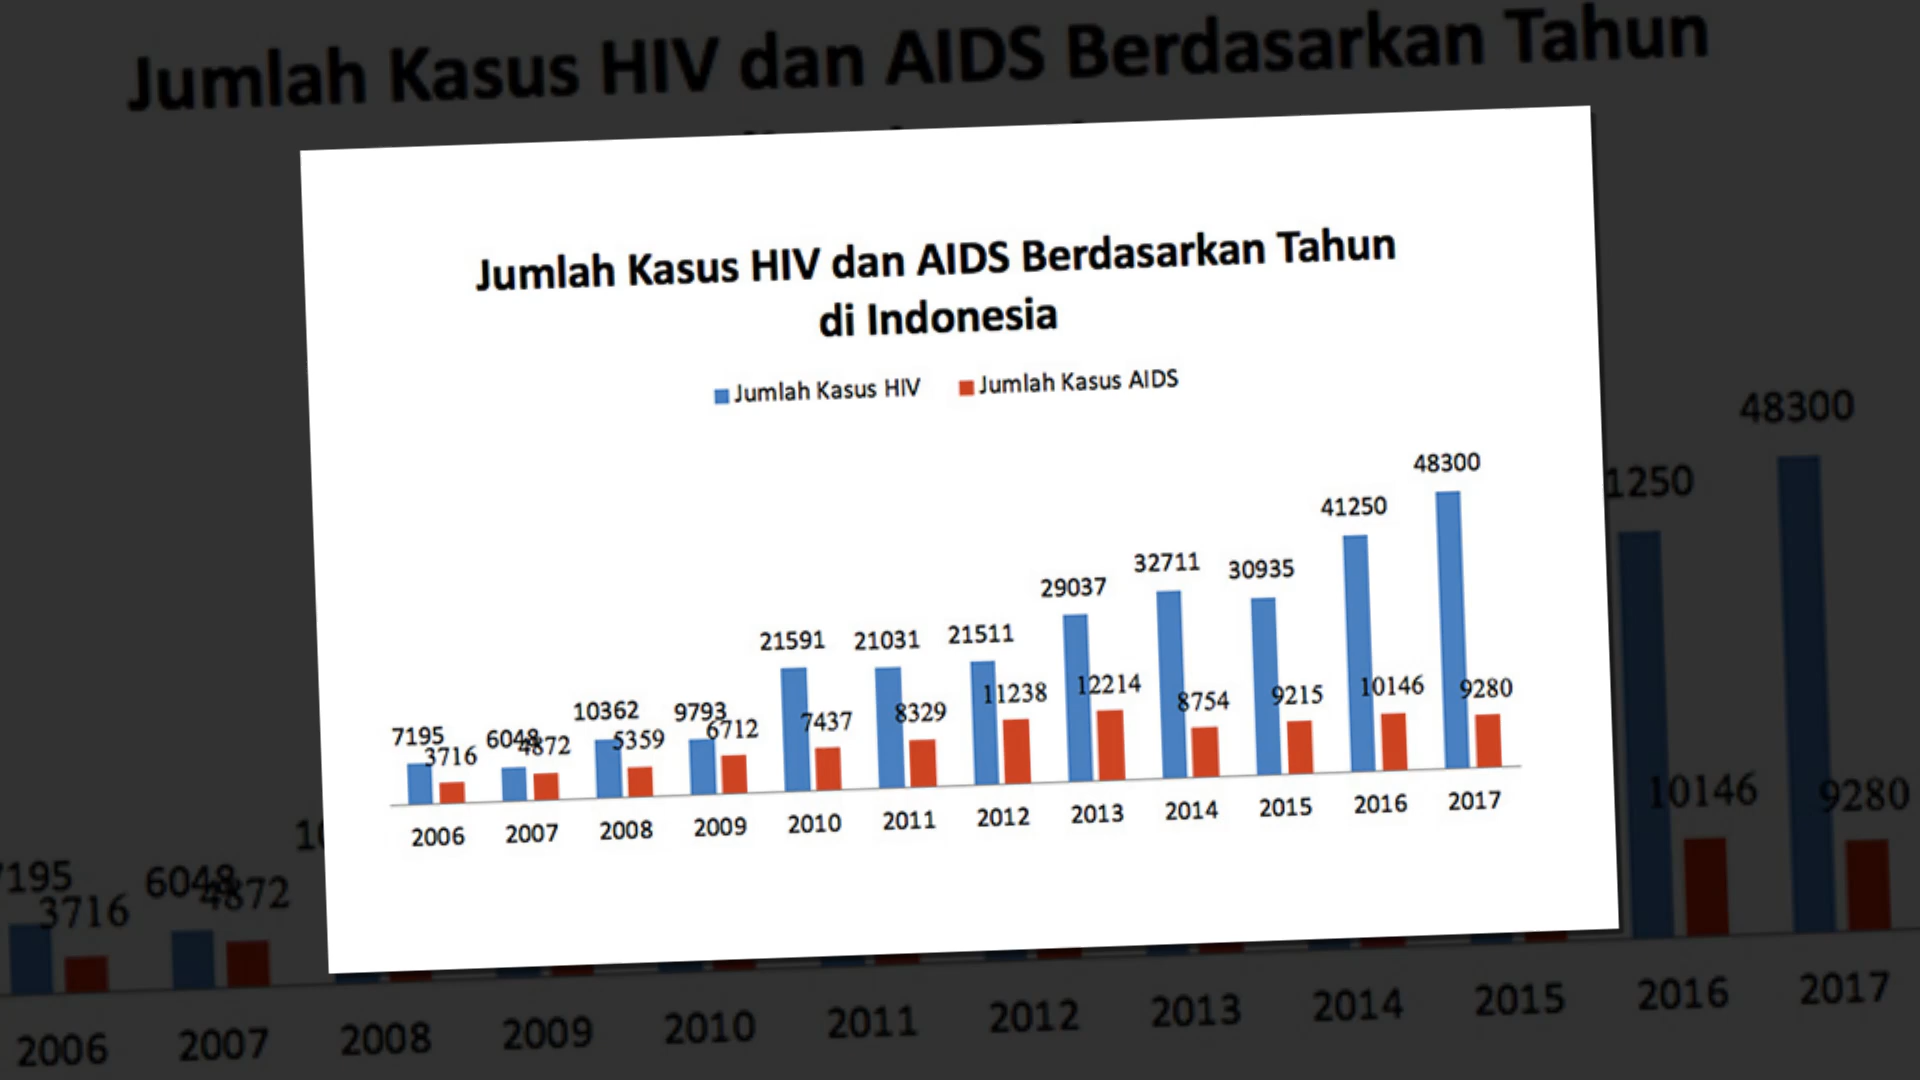 Jumlah Kasus HIV dan AIDS Berdasarkan Tahun
Jumlah Kasus HIV dan AIDS Berdasarkan Tahun
di Indonesia
Jumlah Kasus HIV Jumlah Kasus AIDS
7195 6048 10362 9793 21591 21031 21511 29037 32711 30935 41250 48300
3716 4872 5359 6712 7437 8329 11238 12214 8754 9215 10146 9280
2006 2007 2008 2009 2010 2011 2012 2013 2014 2015 2016 2017
48300
1250
7195 6048 10
3716 4872 10146 9280
2006 2007 2008 2009 2010 2011 2012 2013 2014 2015 2016 2017